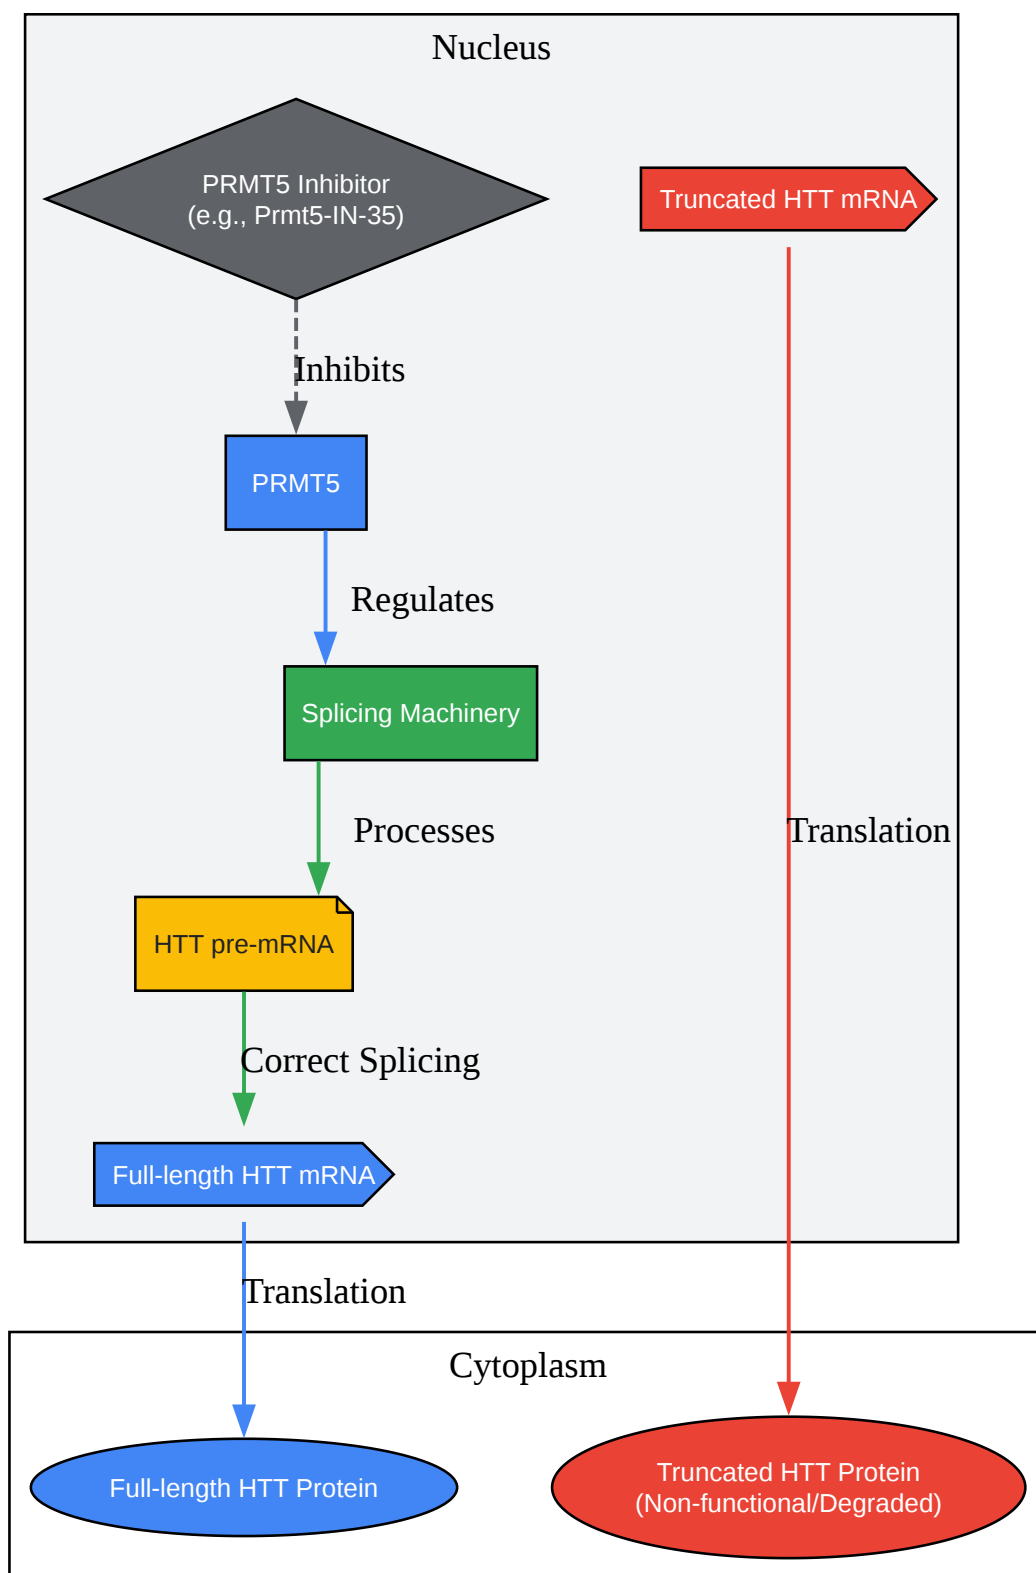 Nucleus
PRMT5 Inhibitor
(e.g., Prmt5-IN-35)
Truncated HTT mRNA
Inhibits
PRMT5
Regulates
Splicing Machinery
Processes
Translation
HTT pre-mRNA
Correct Splicing
Full-length HTT mRNA
Translation
Cytoplasm
Full-length HTT Protein
Truncated HTT Protein
(Non-functional/Degraded)